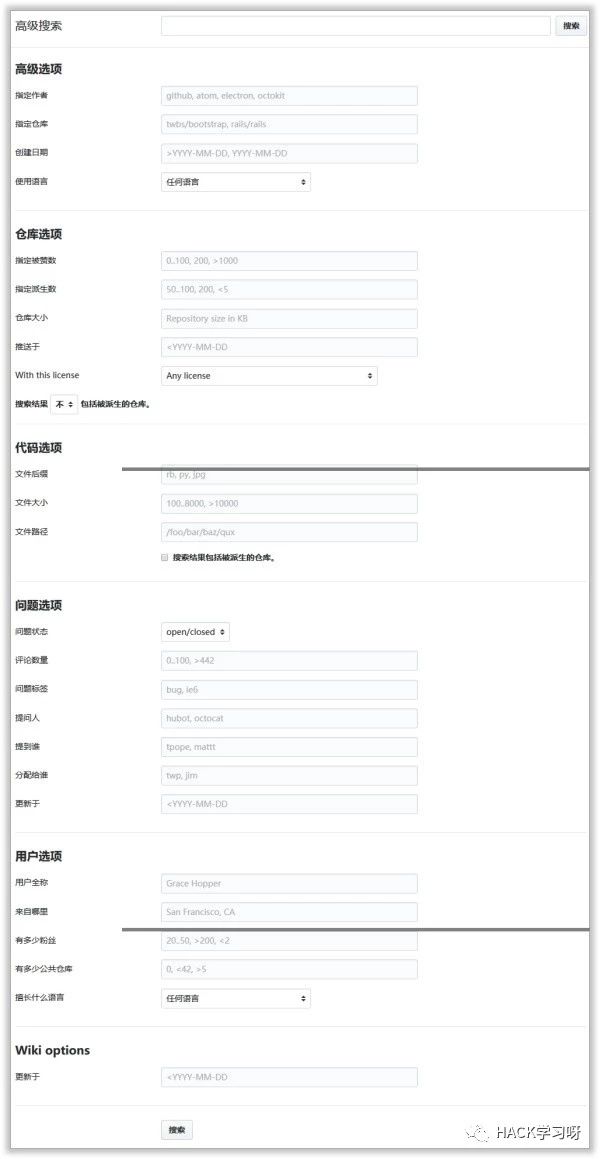 高级搜索 搜索
高级选项
指定作者 github, atom, electron, octokit
指定仓库 twbs/bootstrap, rails/rails
创建日期 >YYYY-MM-DD, YYYY-MM-DD
使用语言 任何语言
仓库选项
指定被赞数 0..100, 200, >1000
指定派生数 50..100, 200, <5
仓库大小 Repository size in KB
推送于 <YYYY-MM-DD
With this license Any license
搜索结果 不 包括被派生的仓库。
代码选项
文件后缀 rb, py, jpg
文件大小 100..8000, >10000
文件路径 /foo/bar/baz/qux
搜索结果包括被派生的仓库。
问题选项
问题状态 open/closed
评论数量 0..100, >442
问题标签 bug, ie6
提问人 hubot, octocat
提到谁 tpope, mattt
分配给谁 twp, jim
更新于 <YYYY-MM-DD
用户选项
用户全称 Grace Hopper
来自哪里 San Francisco, CA
有多少粉丝 20..50, >200, <2
有多少公共仓库 0, <42, >5
擅长什么语言 任何语言
Wiki options
更新于 <YYYY-MM-DD
搜索
HACK学习呀